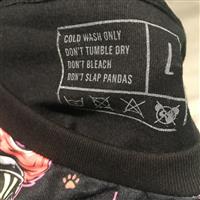 COLD WASH ONLY
DON'T TUMBLE DRY
DON'T BLEACH
DON'T SLAP PANDAS
L